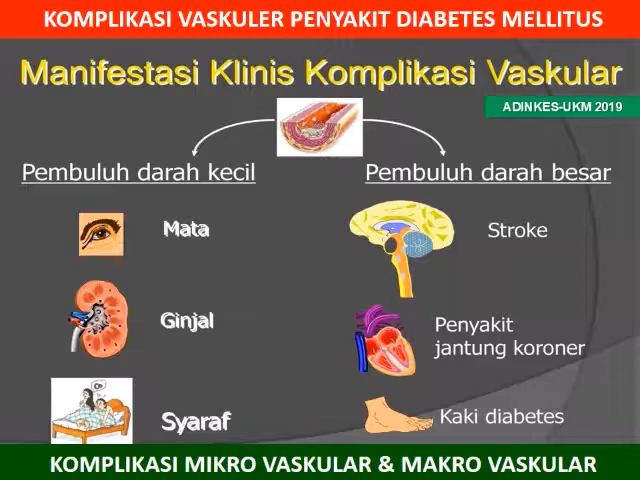 KOMPLIKASI VASKULER PENYAKIT DIABETES MELLITUS
Manifestasi Klinis Komplikasi Vaskular
ADINKES-UKM 2019
Pembuluh darah kecil
Pembuluh darah besar
Mata
Stroke
Ginjal
Penyakit
jantung koroner
Syaraf
Kaki diabetes
KOMPLIKASI MIKRO VASKULAR & MAKRO VASKULAR